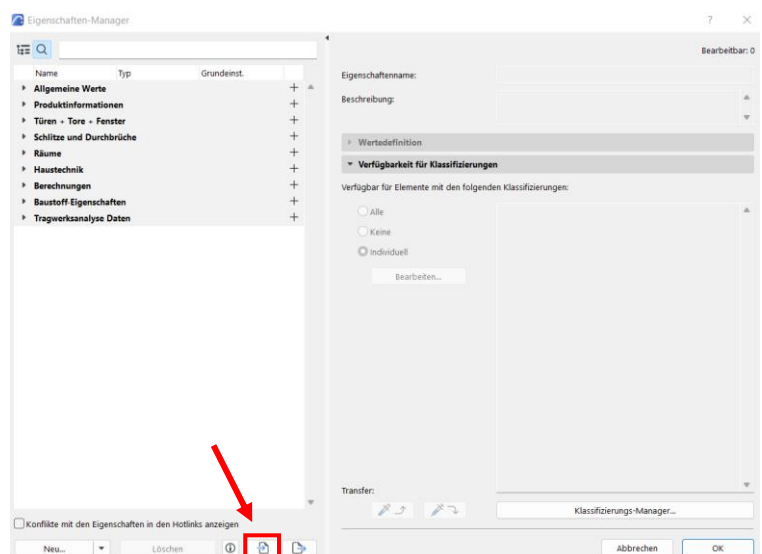 Eigenschaften-Manager
? ×
Bearbeitbar: 0
Name Typ Grundeinst.
Allgemeine Werte
Produktinformationen
Türen + Tore + Fenster
Schlitze und Durchbrüche
Räume
Haustechnik
Berechnungen
Baustoff-Eigenschaften
Tragwerksanalyse Daten
Konflikte mit den Eigenschaften in den Hotlinks anzeigen
Neu...
Löschen
Eigenschaftenname:
Beschreibung:
Wertedefinition
Verfügbarkeit für Klassifizierungen
Verfügbar für Elemente mit den folgenden Klassifizierungen:
Alle
Keine
Individuell
Bearbeiten...
Transfer:
Klassifizierungs-Manager...
Abbrechen
OK